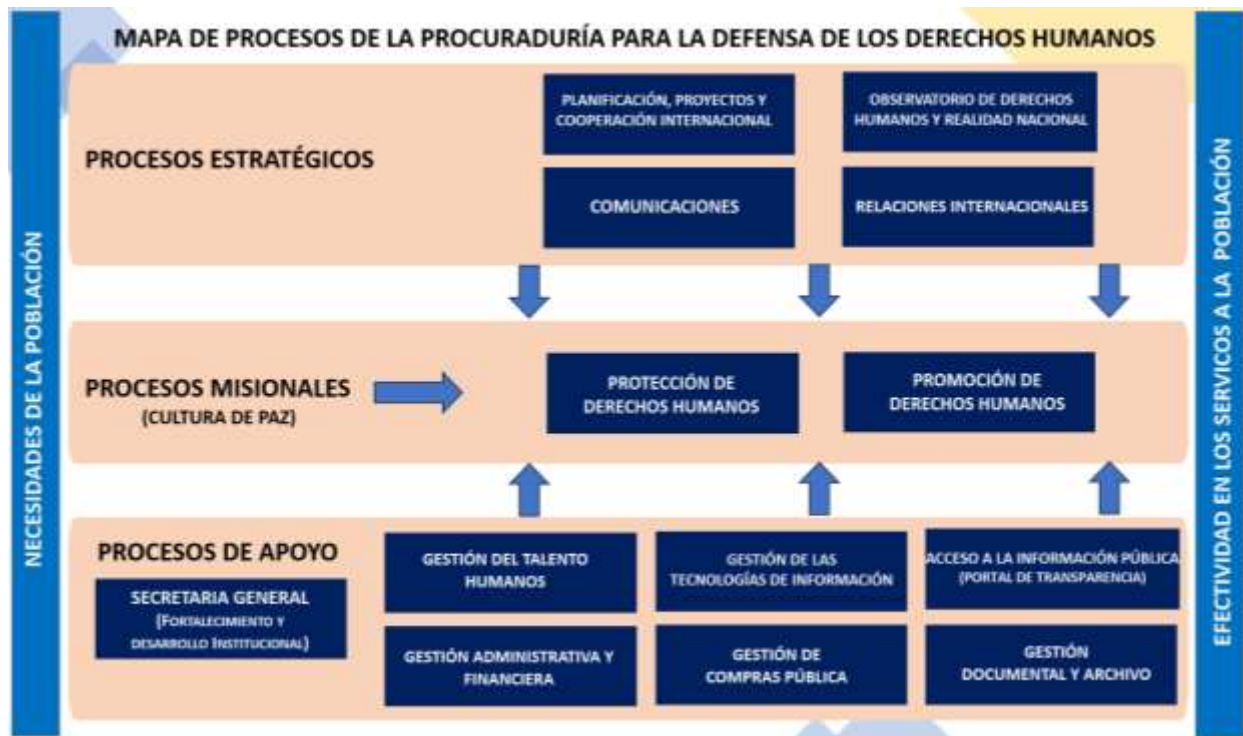 MAPA DE PROCESOS DE LA PROCURADURÍA PARA LA DEFENSA DE LOS DERECHOS HUMANOS
NECESIDADES DE LA POBLACIÓN
PROCESOS ESTRATÉGICOS
PLANIFICACIÓN, PROYECTOS Y
COOPERACIÓN INTERNACIONAL
OBSERVATORIO DE DERECHOS
HUMANOS Y REALIDAD NACIONAL
COMUNICACIONES
RELACIONES INTERNACIONALES
PROCESOS MISIONALES
(CULTURA DE PAZ)
PROTECCIÓN DE
DERECHOS HUMANOS
PROMOCIÓN DE
DERECHOS HUMANOS
PROCESOS DE APOYO
SECRETARIA GENERAL
(FORTALECIMIENTO Y
DESARROLLO INSTITUCIONAL)
GESTIÓN DEL TALENTO
HUMANOS
GESTIÓN DE LAS
TECNOLOGÍAS DE INFORMACIÓN
ACCESO A LA INFORMACIÓN PÚBLICA
(PORTAL DE TRANSPARENCIA)
GESTIÓN ADMINISTRATIVA Y
FINANCIERA
GESTIÓN DE
COMPRAS PÚBLICA
GESTIÓN
DOCUMENTAL Y ARCHIVO
EFECTIVIDAD EN LOS SERVICOS A LA POBLACIÓN